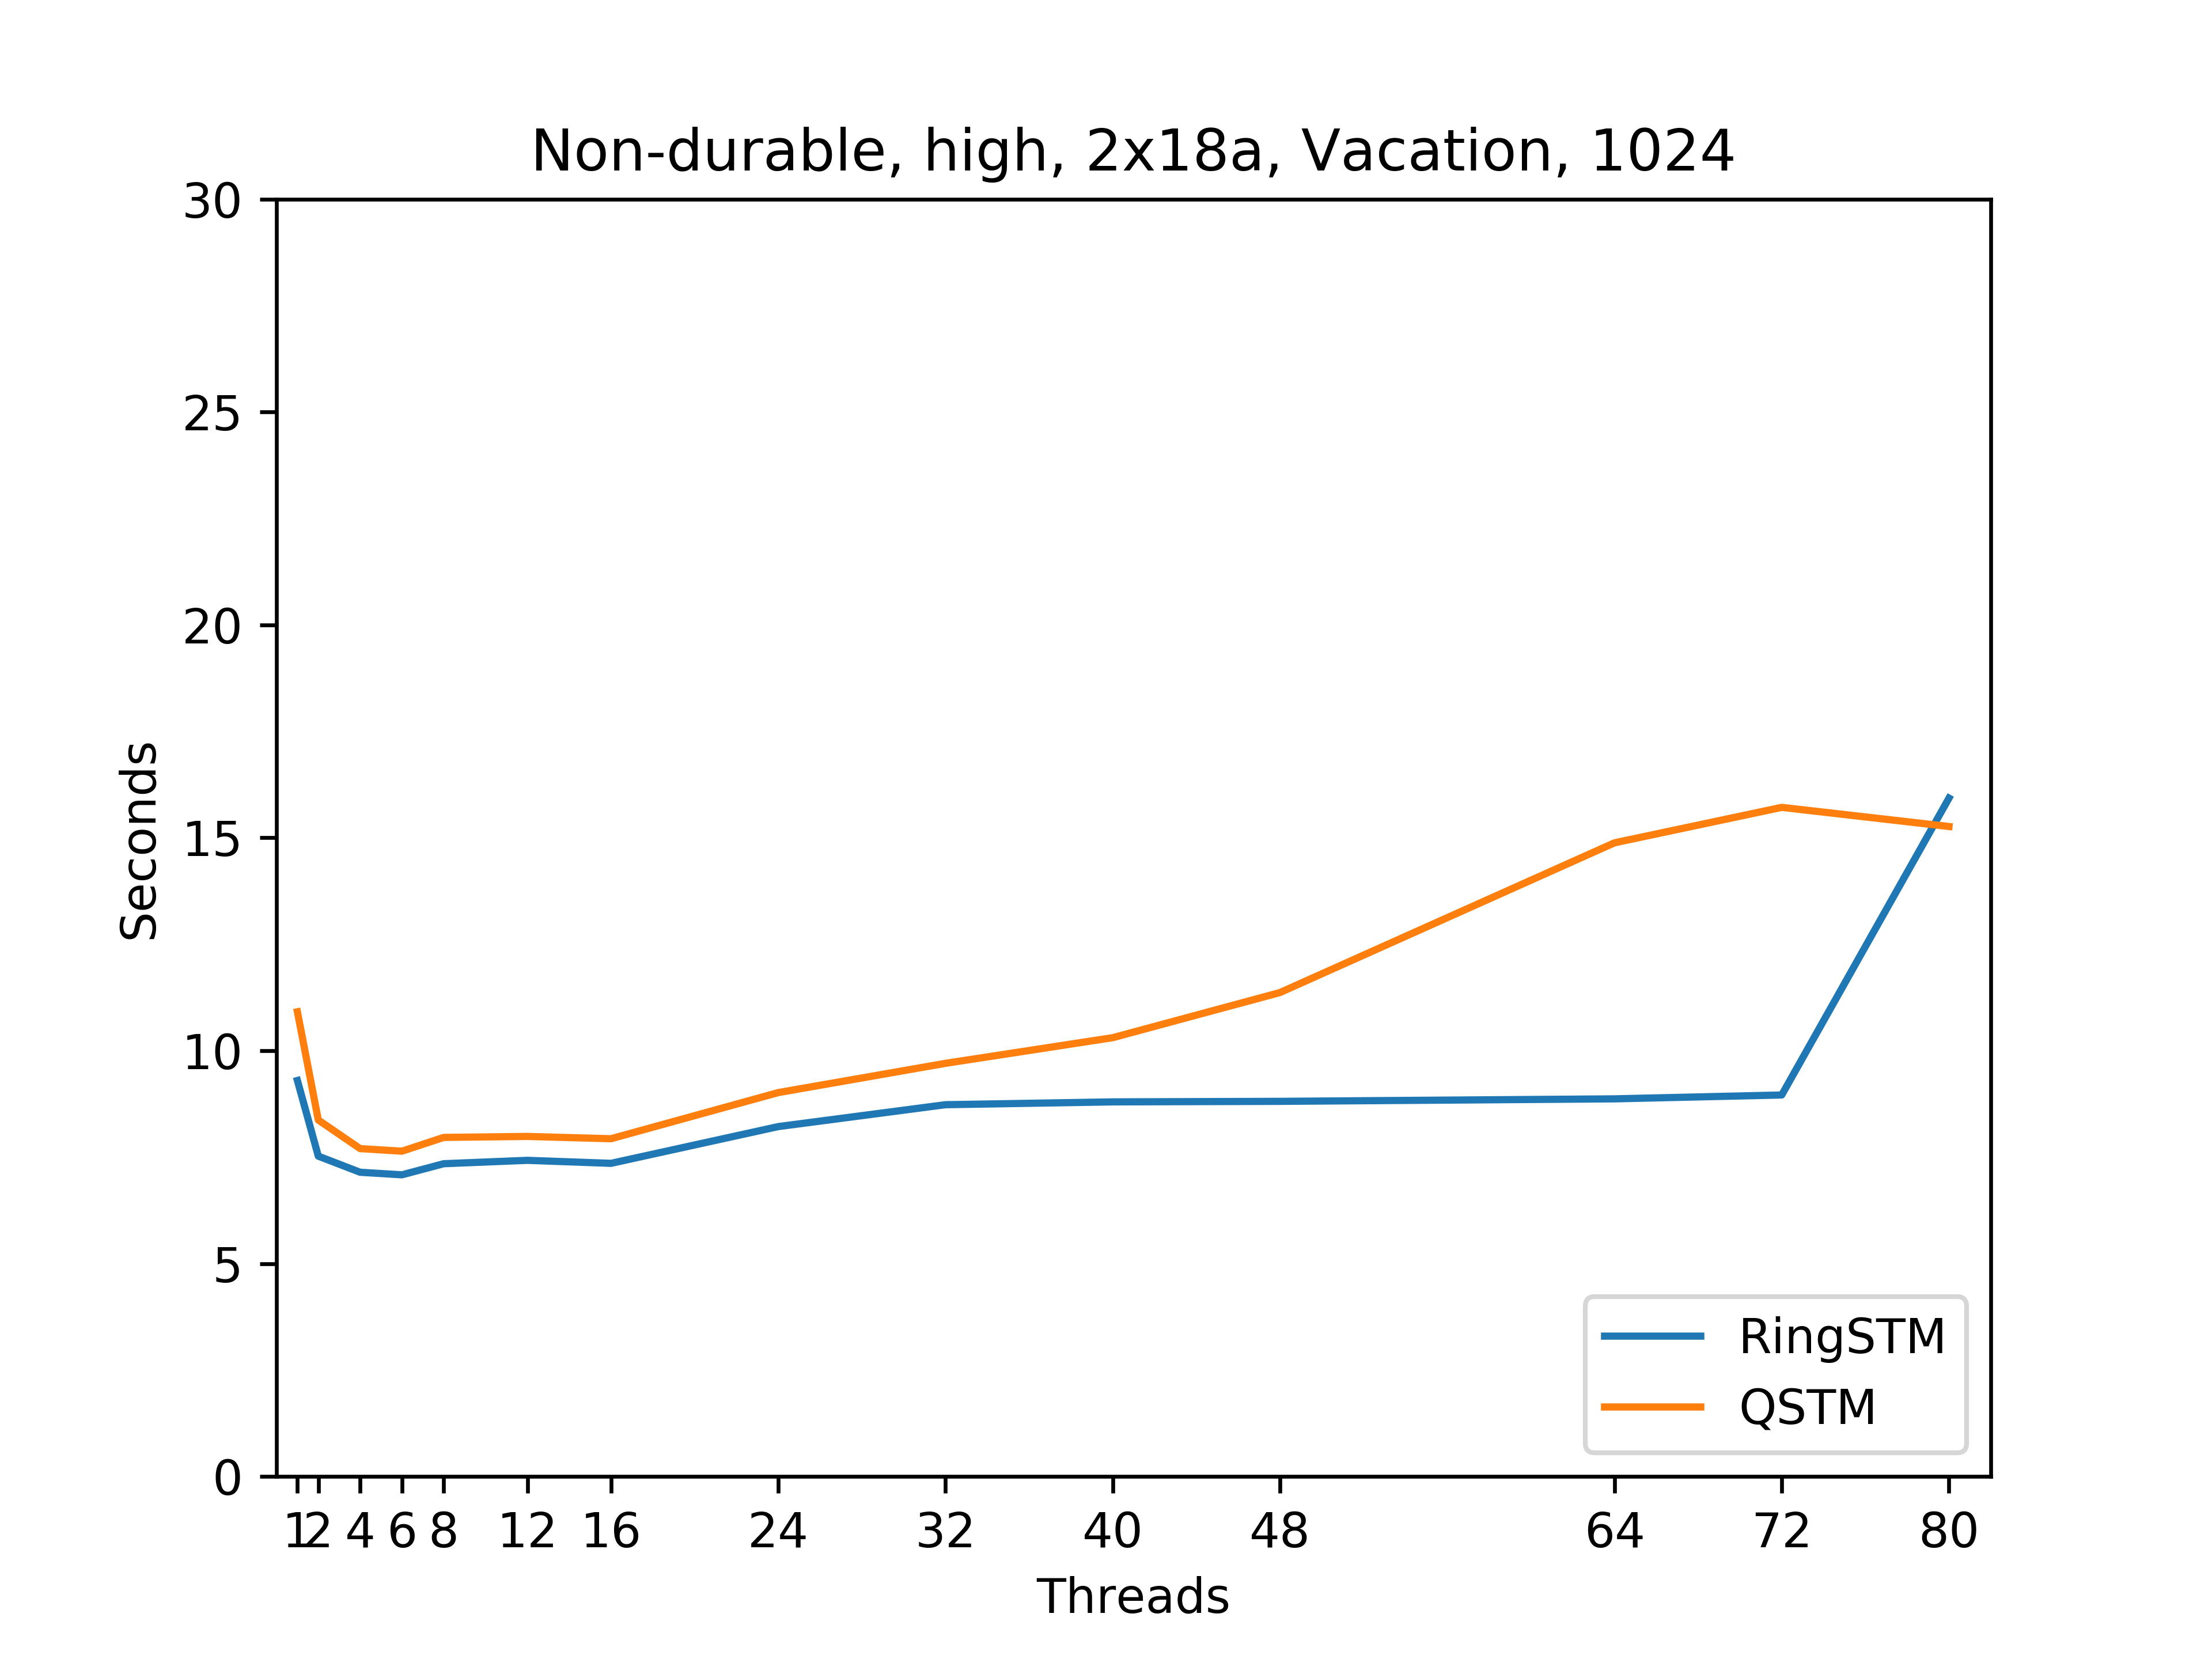 Non-durable, high, 2x18a, Vacation, 1024
30
25
20
15
10
5
0
Seconds
1 2 4 6 8 12 16 24 32 40 48 64 72 80
Threads
RingSTM
QSTM